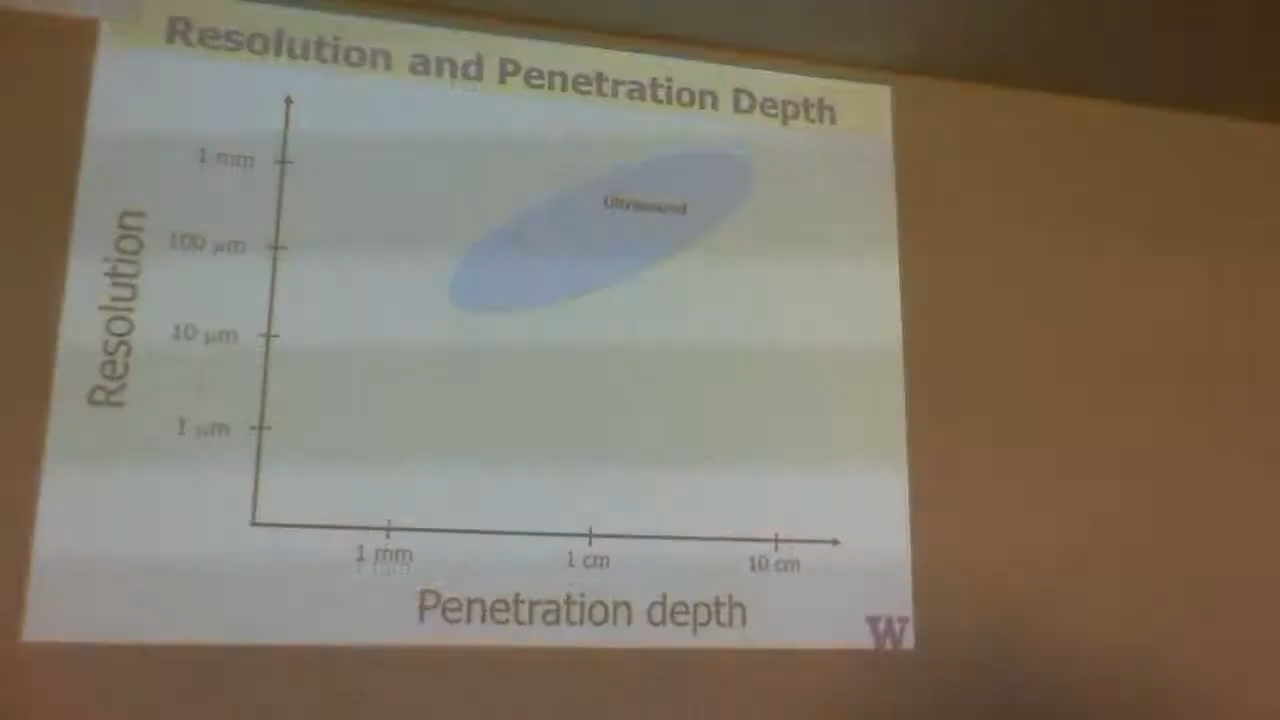 Resolution and Penetration Depth
1 mm
100 μm
10 μm
1 μm
Resolution
Ultrasound
1 mm
1 cm
10 cm
Penetration depth
W